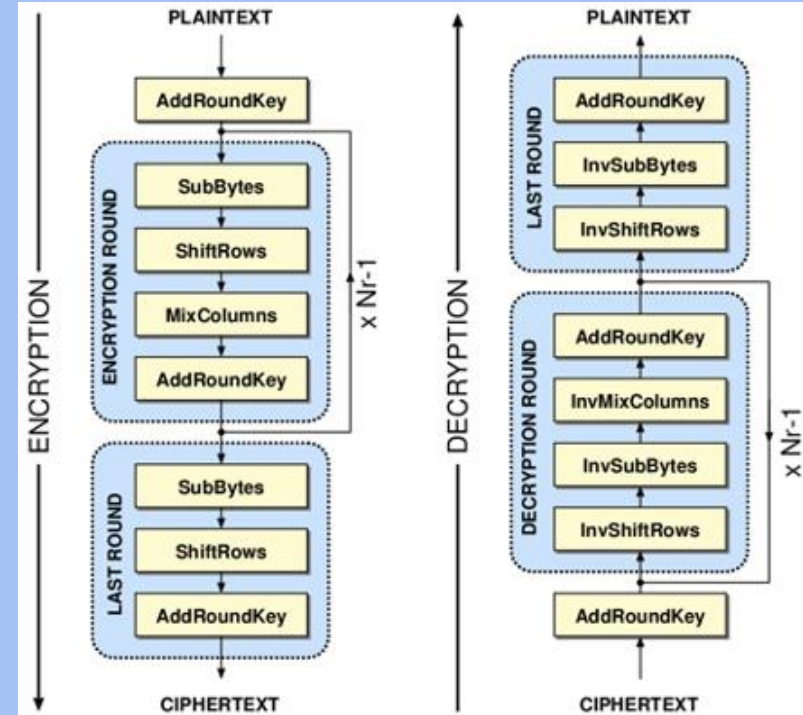 PLAINTEXT
AddRoundKey
ENCRYPTION ROUND
SubBytes
ShiftRows
MixColumns
AddRoundKey
x Nr-1
ENCRYPTION
LAST ROUND
SubBytes
ShiftRows
AddRoundKey
CIPHERTEXT
PLAINTEXT
LAST ROUND
AddRoundKey
InvSubBytes
InvShiftRows
DECRYPTION
DECRYPTION ROUND
AddRoundKey
InvMixColumns
InvSubBytes
InvShiftRows
x Nr-1
AddRoundKey
CIPHERTEXT